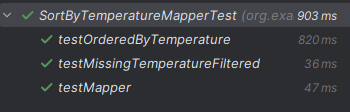 SortByTemperatureMapperTest (org.exa 903 ms
testOrderedByTemperature 820 ms
testMissingTemperatureFiltered 36 ms
testMapper 47 ms